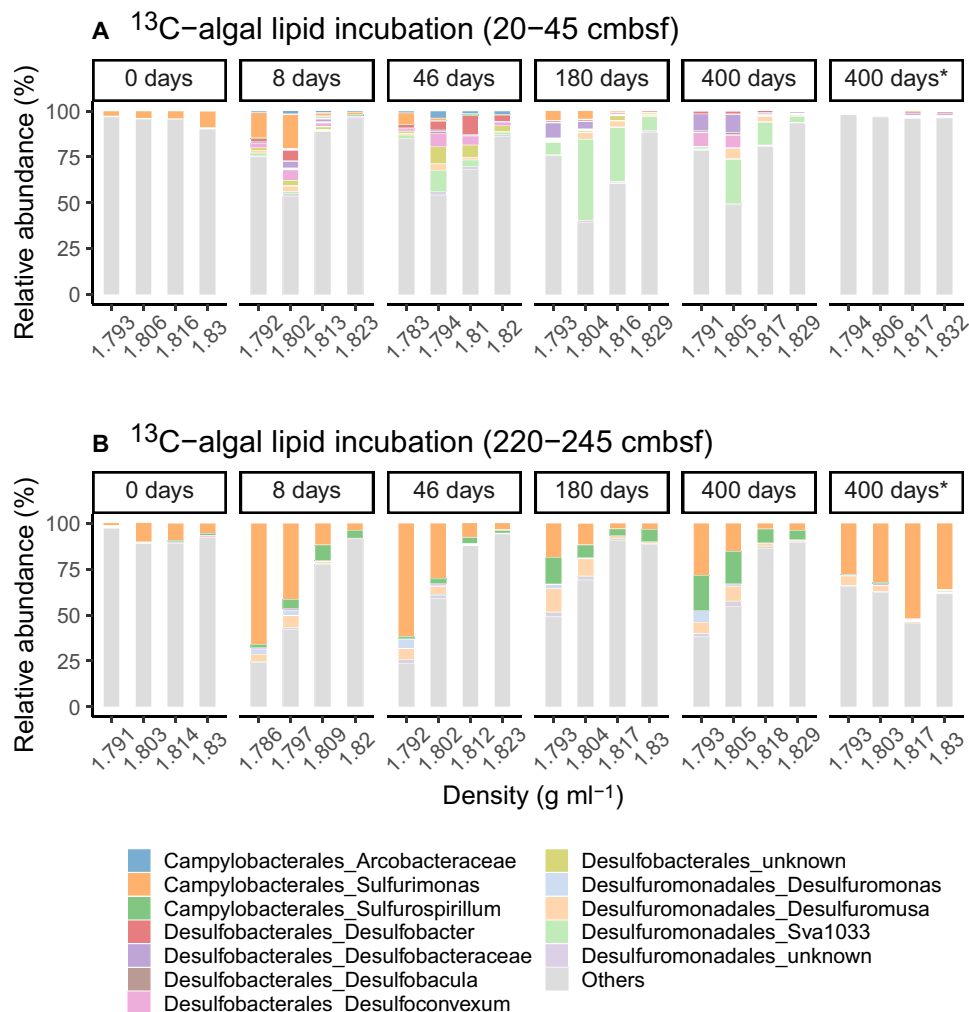 A ¹³C−algal lipid incubation (20−45 cmbsf)
0 days 8 days 46 days 180 days 400 days 400 days*
Relative abundance (%)
100
75
50
25
0
1.793 1.806 1.816 1.83 1.792 1.802 1.813 1.823 1.783 1.794 1.81 1.82 1.793 1.804 1.816 1.829 1.791 1.805 1.817 1.829 1.794 1.806 1.817 1.832
B ¹³C−algal lipid incubation (220−245 cmbsf)
0 days 8 days 46 days 180 days 400 days 400 days*
Relative abundance (%)
100
75
50
25
0
1.791 1.803 1.814 1.83 1.786 1.797 1.809 1.82 1.792 1.802 1.812 1.823 1.793 1.804 1.817 1.83 1.793 1.805 1.818 1.829 1.793 1.803 1.817 1.83
Density (g ml⁻¹)
Campylobacterales_Arcobacteraceae
Campylobacterales_Sulfurimonas
Campylobacterales_Sulfurospirillum
Desulfobacterales_Desulfobacter
Desulfobacterales_Desulfobacteraceae
Desulfobacterales_Desulfobacula
Desulfobacterales_Desulfoconvexum
Desulfobacterales_unknown
Desulfuromonadales_Desulfuromonas
Desulfuromonadales_Desulfuromusa
Desulfuromonadales_Sva1033
Desulfuromonadales_unknown
Others